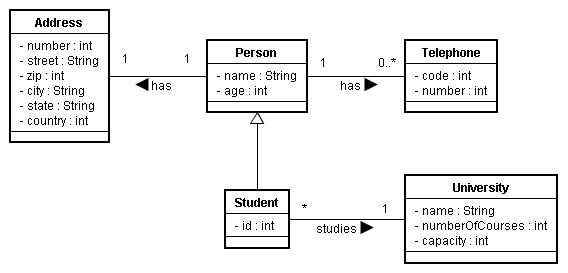 Address
- number : int
- street : String
- zip : int
- city : String
- state : String
- country : int
1
1
◀ has
Person
- name : String
- age : int
1
0..*
has ▶
Telephone
- code : int
- number : int
Student
- id : int
*
1
studies ▶
University
- name : String
- numberOfCourses : int
- capacity : int